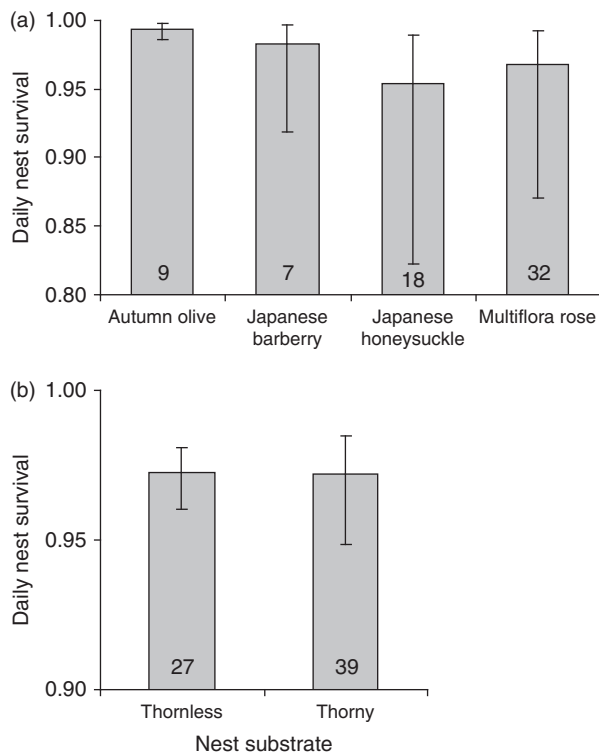 (a)
1.00
0.95
0.90
0.85
0.80
Daily nest survival
9
7
18
32
Autumn olive
Japanese
barberry
Japanese
honeysuckle
Multiflora rose
(b)
1.00
0.95
0.90
Daily nest survival
27
39
Thornless
Thorny
Nest substrate